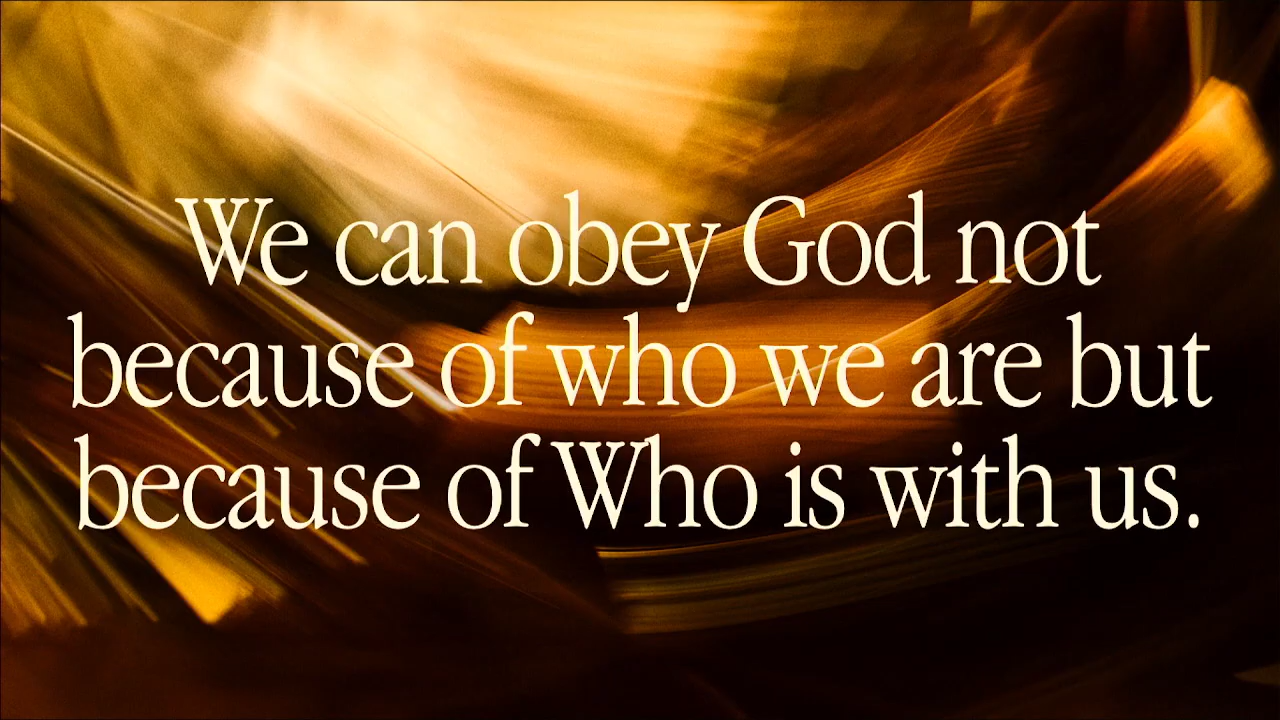 We can obey God not
because of who we are but
because of Who is with us.